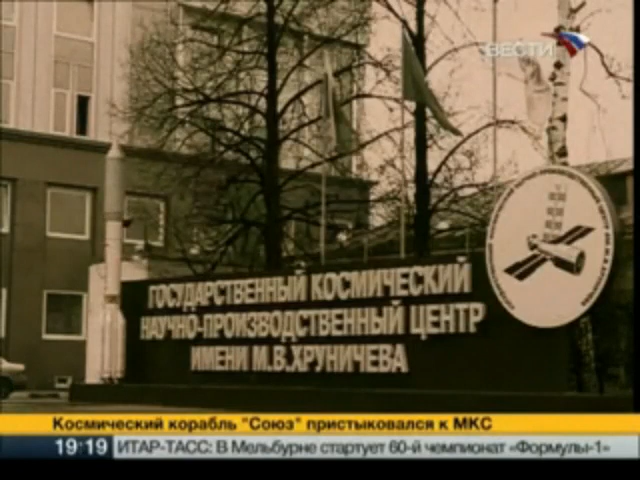 ВЕСТИ
ГОСУДАРСТВЕННЫЙ КОСМИЧЕСКИЙ
НАУЧНО-ПРОИЗВОДСТВЕННЫЙ ЦЕНТР
ИМЕНИ М.В.ХРУНИЧЕВА
Космический корабль "Союз" пристыковался к МКС
19:19 ИТАР-ТАСС: В Мельбурне стартует 60-й чемпионат «Формулы-1»